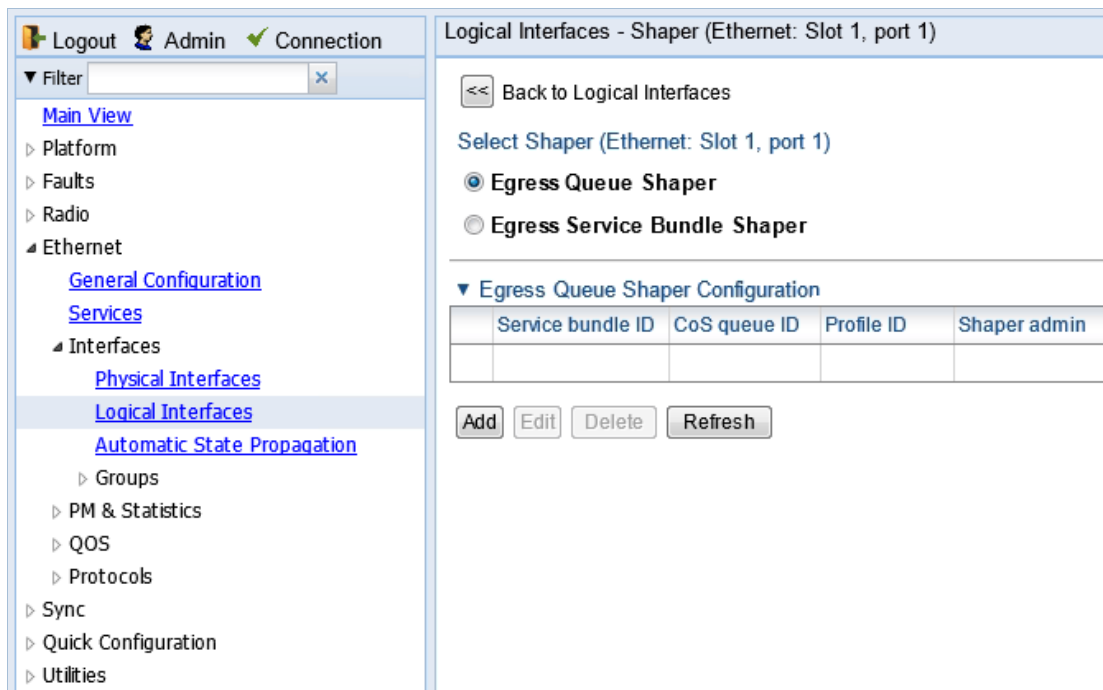 Logout Admin Connection
Filter
Main View
Platform
Faults
Radio
Ethernet
General Configuration
Services
Interfaces
Physical Interfaces
Logical Interfaces
Automatic State Propagation
Groups
PM & Statistics
QOS
Protocols
Sync
Quick Configuration
Utilities
Logical Interfaces - Shaper (Ethernet: Slot 1, port 1)
<< Back to Logical Interfaces
Select Shaper (Ethernet: Slot 1, port 1)
Egress Queue Shaper
Egress Service Bundle Shaper
Egress Queue Shaper Configuration
Service bundle ID CoS queue ID Profile ID Shaper admin
Add Edit Delete Refresh